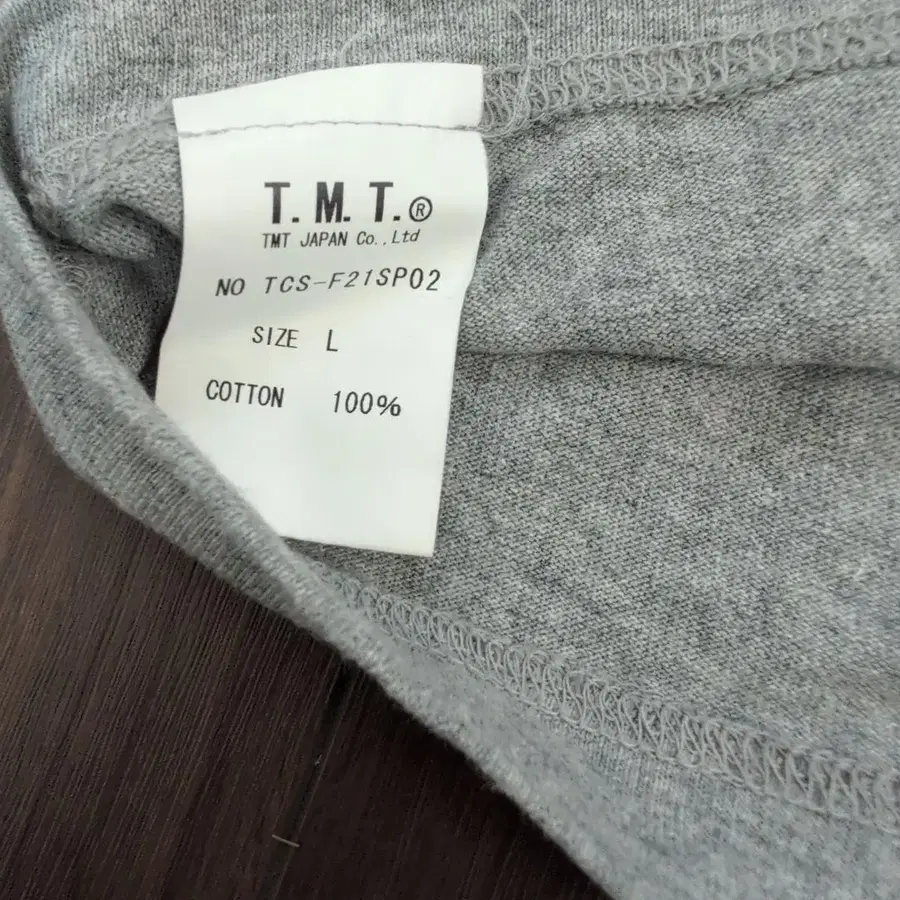 T. M. T.®
TMT JAPAN Co.,Ltd
NO TCS-F21SP02
SIZE L
COTTON 100%